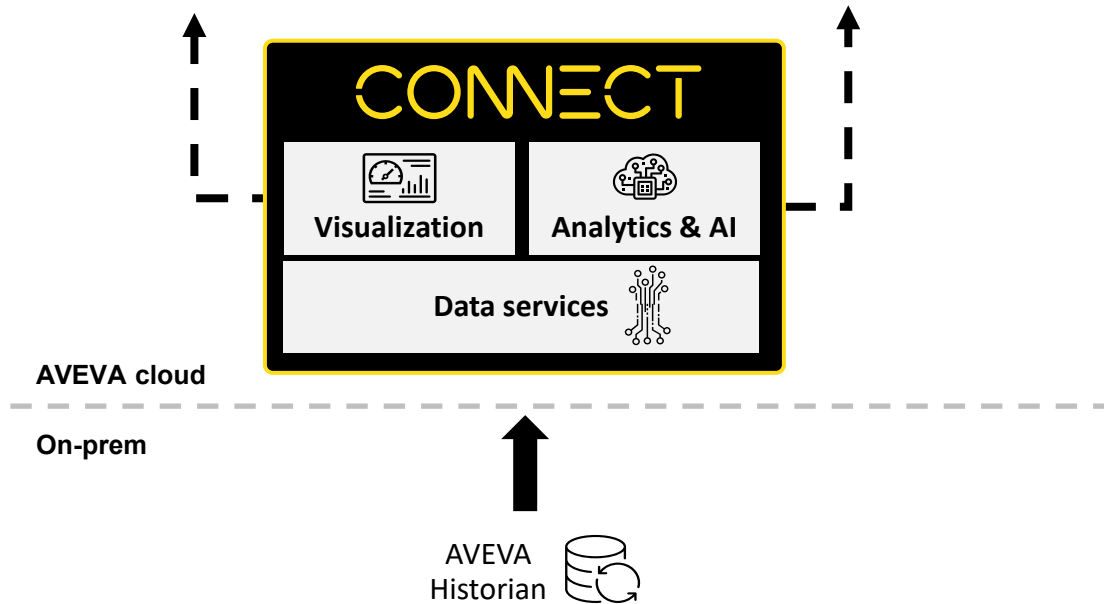 CONNECT
Visualization
Analytics & AI
Data services
AVEVA cloud
On-prem
AVEVA
Historian